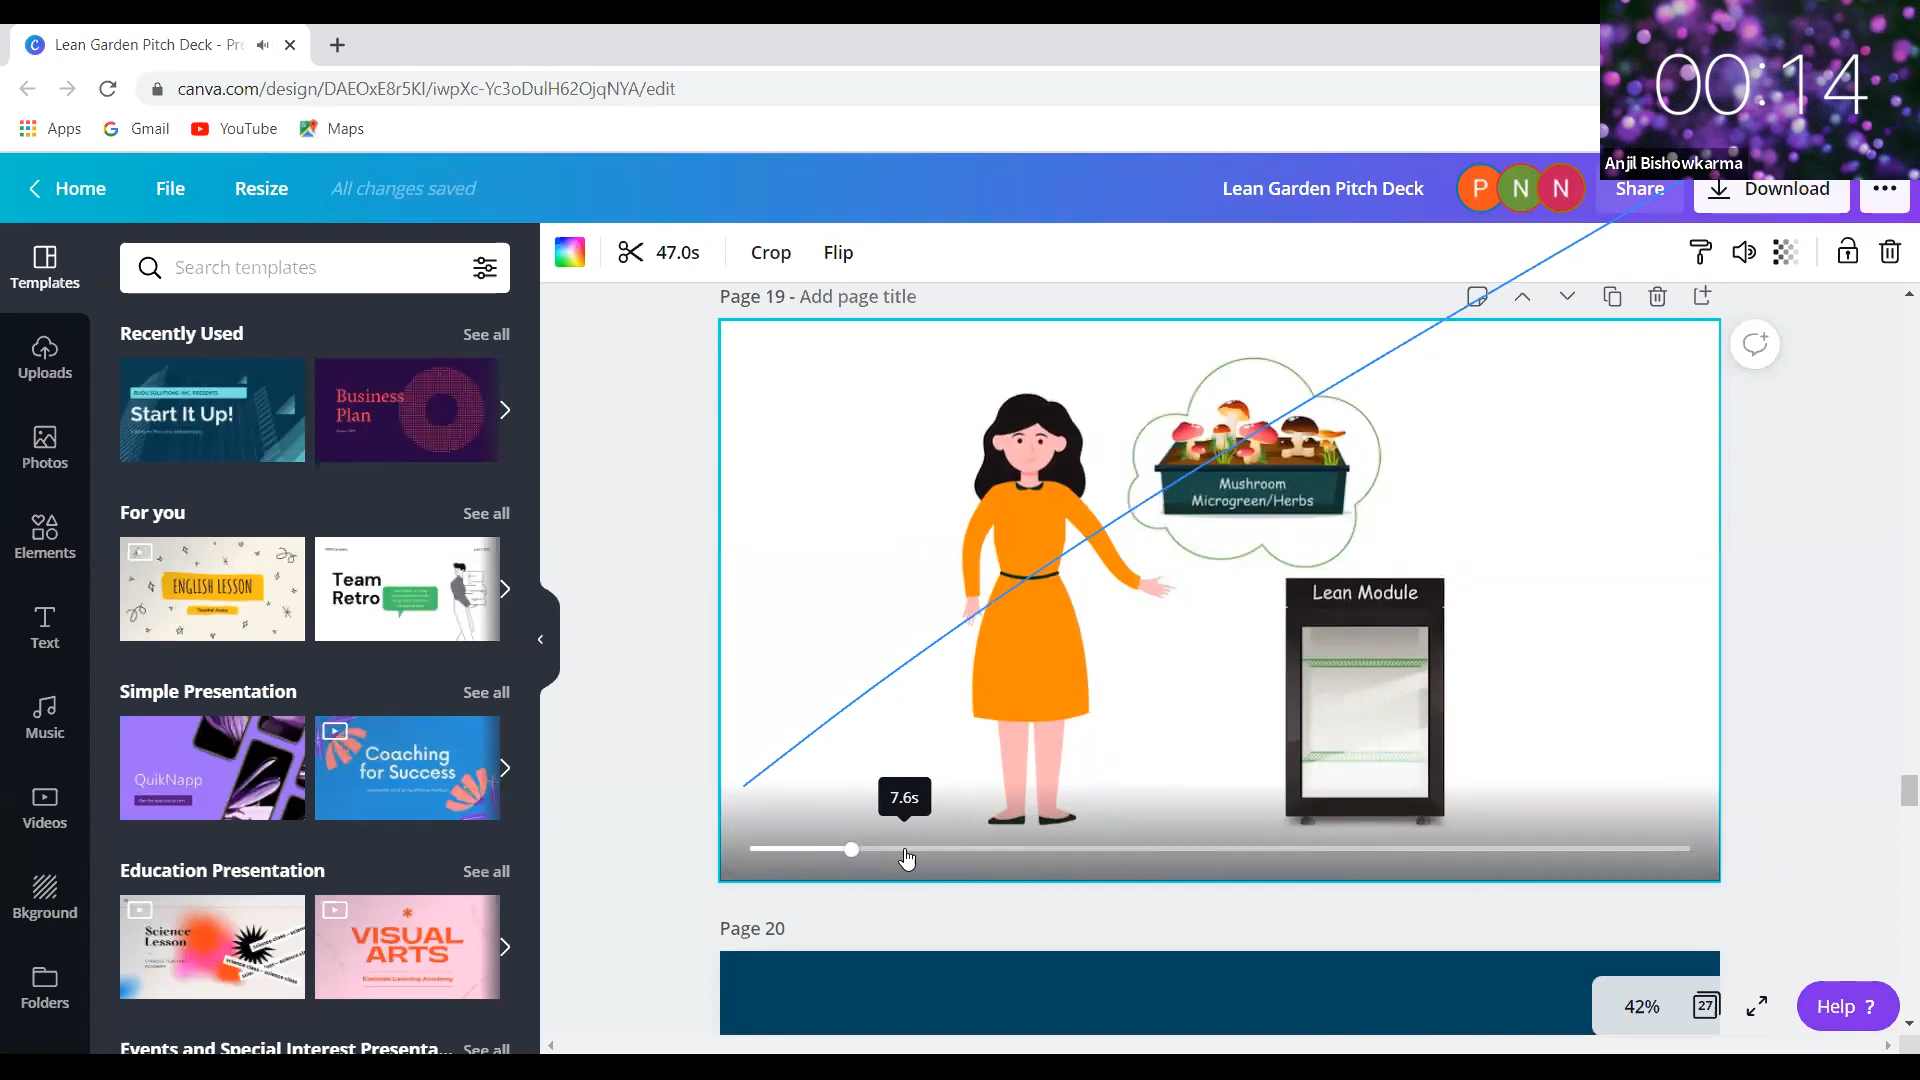 Lean Garden Pitch Deck - Pre
canva.com/design/DAEOxE8r5KI/iwpXc-Yc3oDulH62OjqNYA/edit
Apps
Gmail
YouTube
Maps
00:14
Anjil Bishowkarma
Home
File
Resize
All changes saved
Lean Garden Pitch Deck
P
N
N
Share
Download
Templates
Uploads
Photos
Elements
Text
Music
Videos
Bkground
Folders
Search templates
Recently Used
See all
Start It Up!
Business
Plan
For you
See all
ENGLISH LESSON
Team
Retro
Simple Presentation
See all
QuikNapp
Coaching
for Success
Education Presentation
See all
Science
Lesson
VISUAL
ARTS
Events and Special Interest Presenta...
See all
47.0s
Crop
Flip
Page 19 - Add page title
Mushroom
Microgreen/Herbs
Lean Module
7.6s
Page 20
42%
27
Help ?